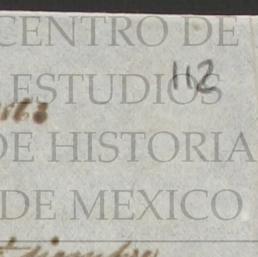 CENTRO DE
112
ESTUDIOS
DE HISTORIA
DE MEXICO